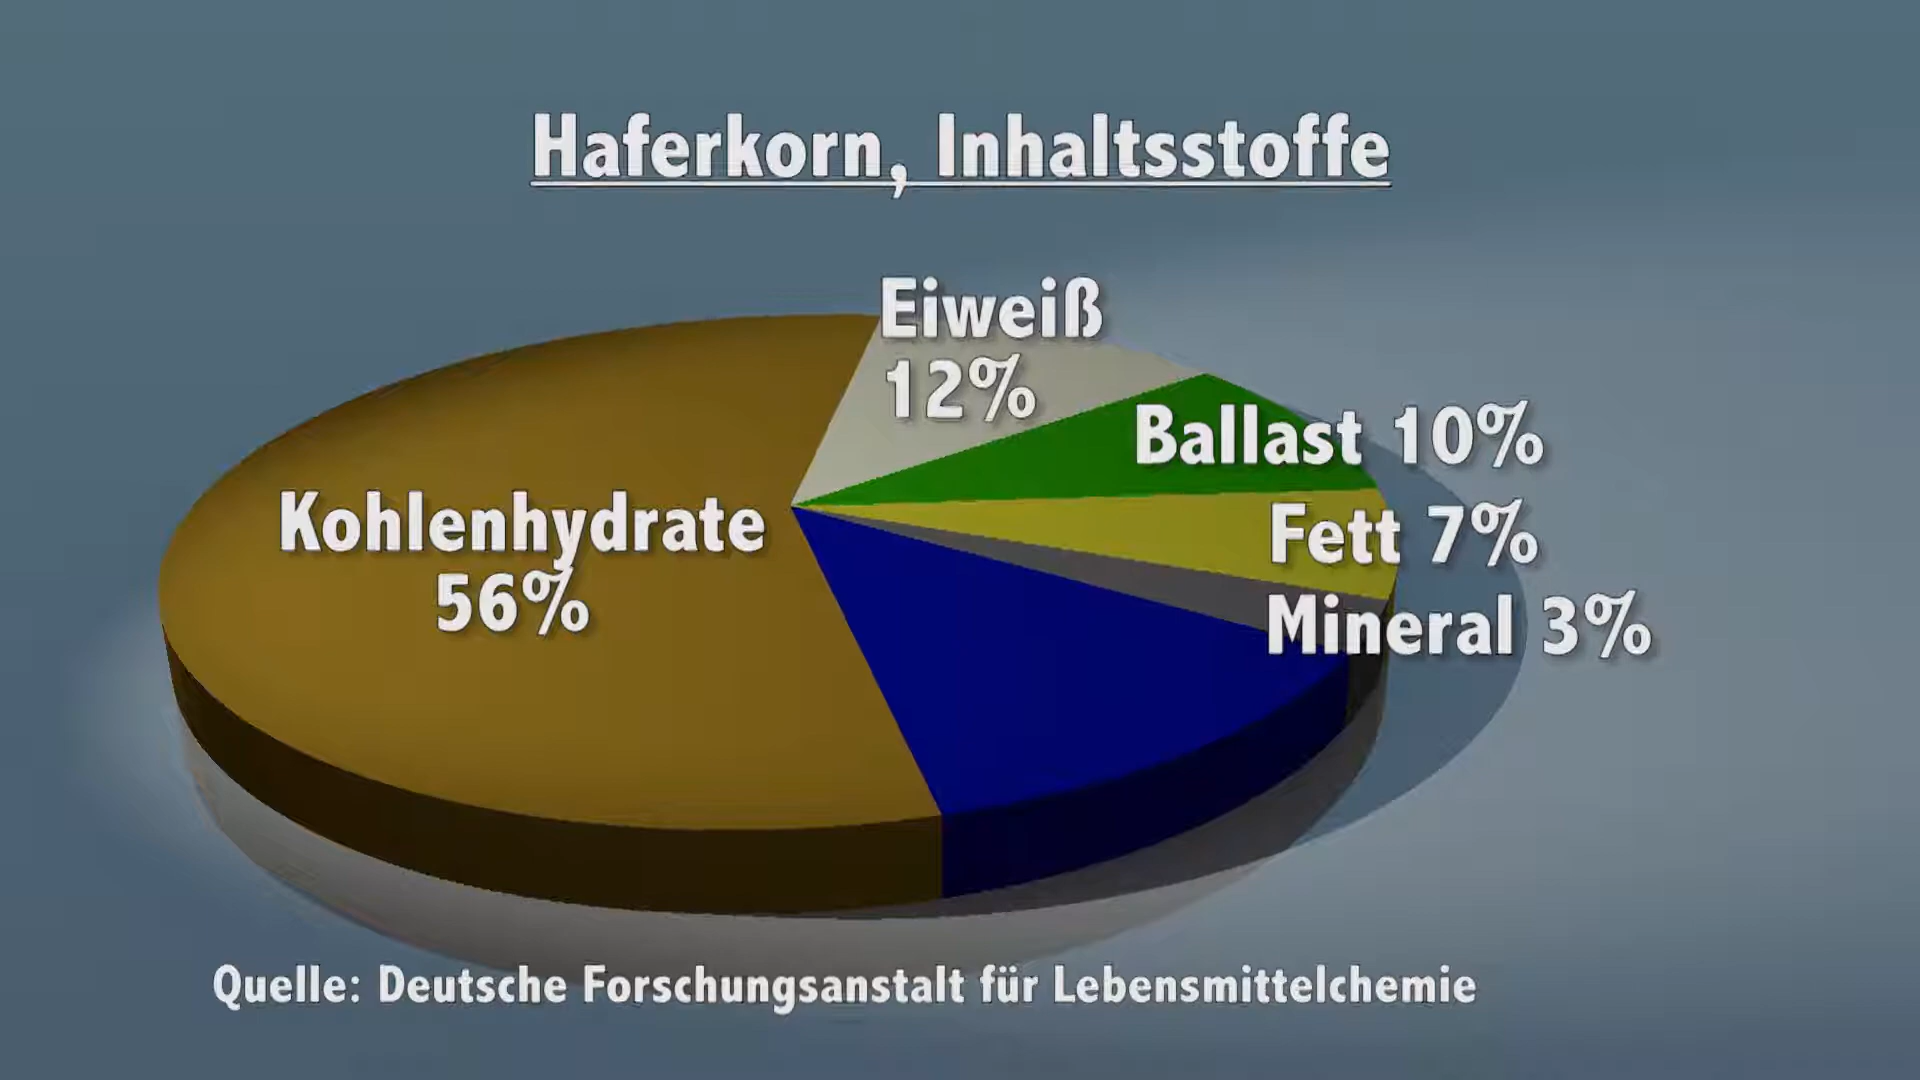 Haferkorn, Inhaltsstoffe
Eiweiß
12%
Ballast 10%
Kohlenhydrate
56%
Fett 7%
Mineral 3%
Quelle: Deutsche Forschungsanstalt für Lebensmittelchemie